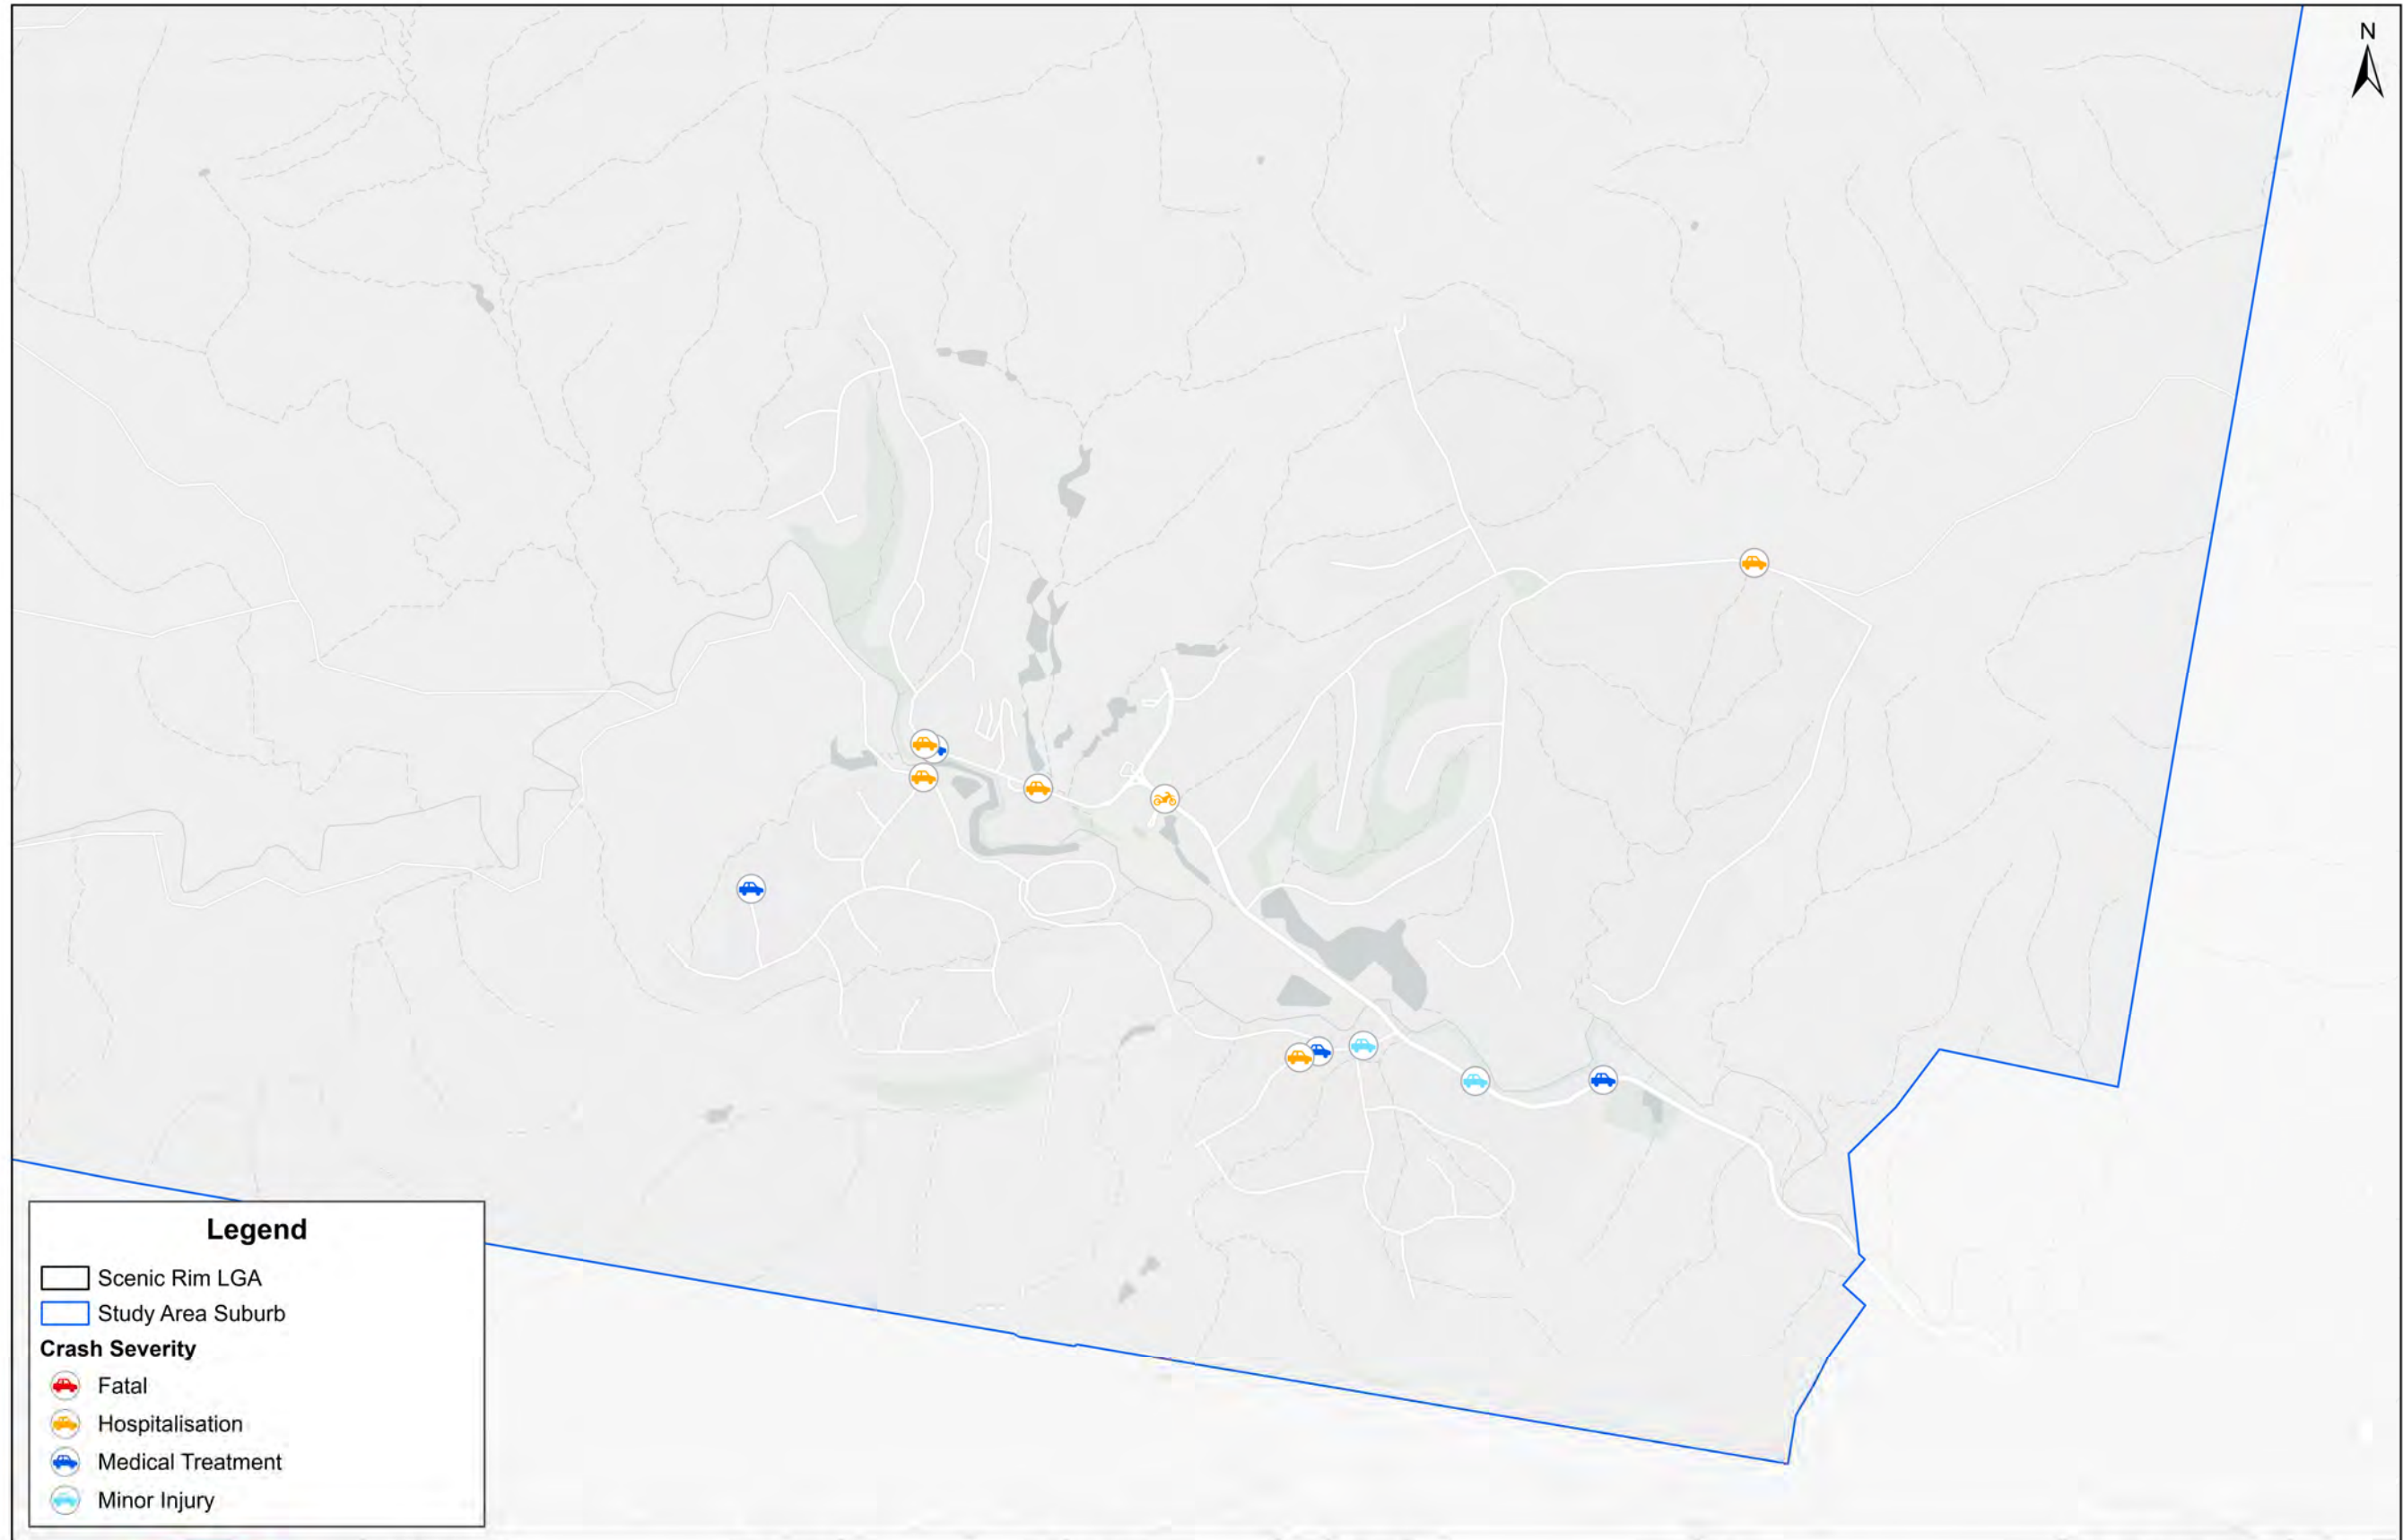 N
Legend
Scenic Rim LGA
Study Area Suburb
Crash Severity
Fatal
Hospitalisation
Medical Treatment
Minor Injury